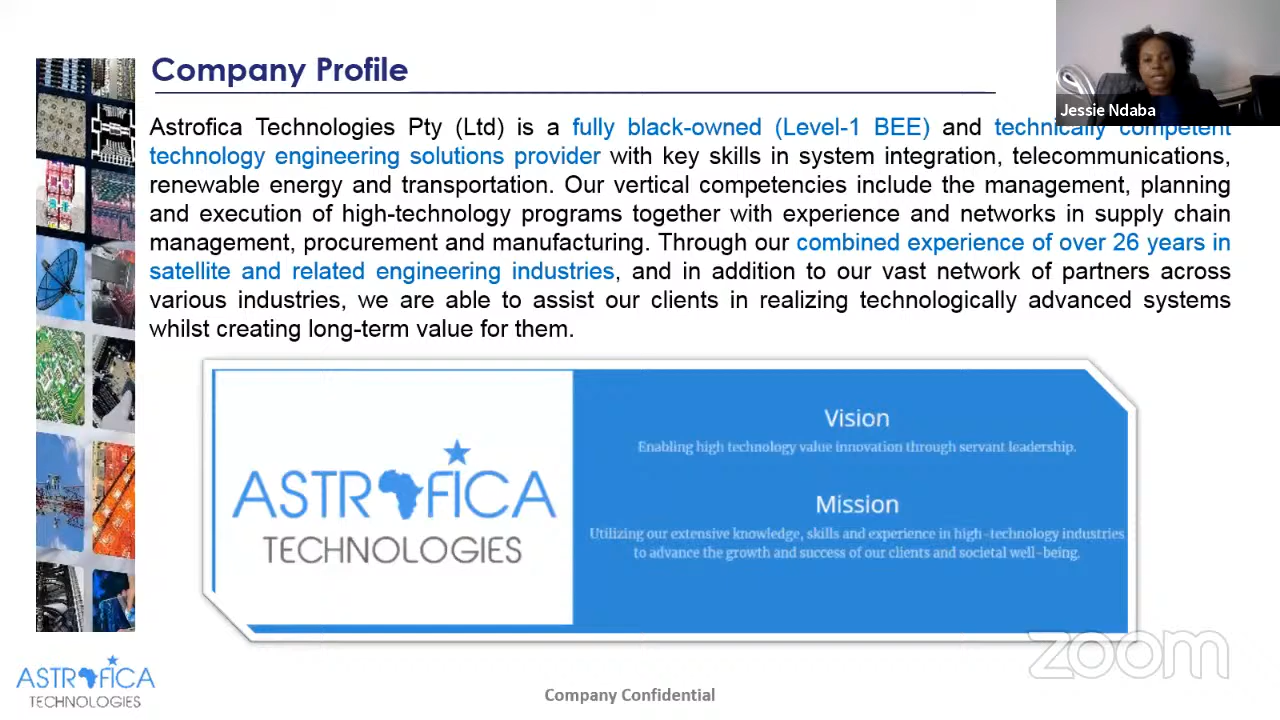 Company Profile
Jessie Ndaba
Astrofica Technologies Pty (Ltd) is a fully black-owned (Level-1 BEE) and technically competent
technology engineering solutions provider with key skills in system integration, telecommunications,
renewable energy and transportation. Our vertical competencies include the management, planning
and execution of high-technology programs together with experience and networks in supply chain
management, procurement and manufacturing. Through our combined experience of over 26 years in
satellite and related engineering industries, and in addition to our vast network of partners across
various industries, we are able to assist our clients in realizing technologically advanced systems
whilst creating long-term value for them.
ASTROFICA
TECHNOLOGIES
Vision
Enabling high technology value innovation through servant leadership.
Mission
Utilizing our extensive knowledge, skills and experience in high-technology industries
to advance the growth and success of our clients and societal well-being.
zoom
ASTROFICA
TECHNOLOGIES
Company Confidential